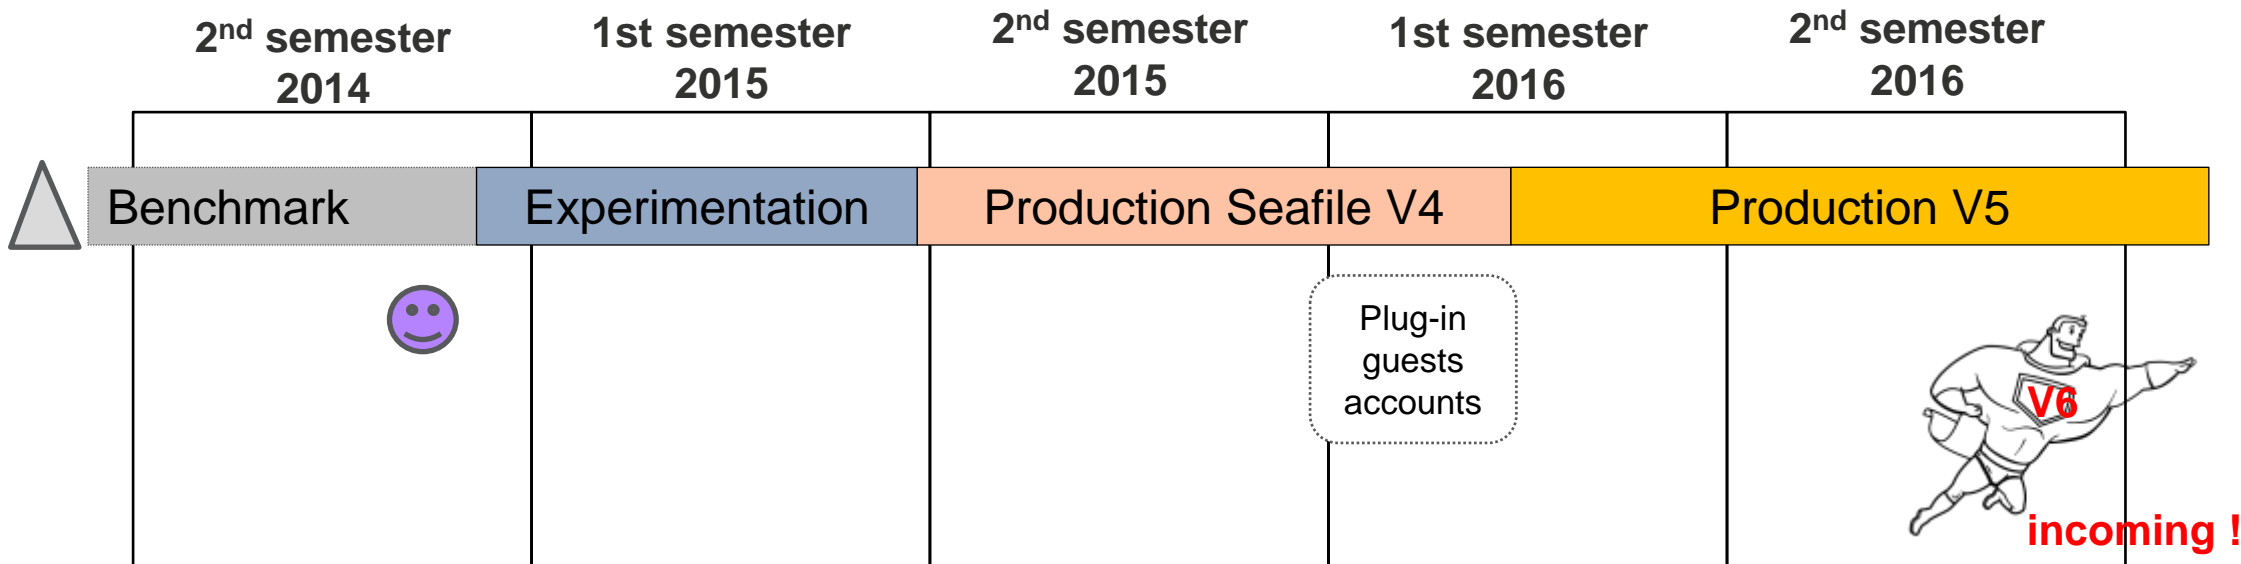 2nd semester
2014
1st semester
2015
2nd semester
2015
1st semester
2016
2nd semester
2016
Benchmark
Experimentation
Production Seafile V4
Production V5
Plug-in
guests
accounts
V6
incoming !